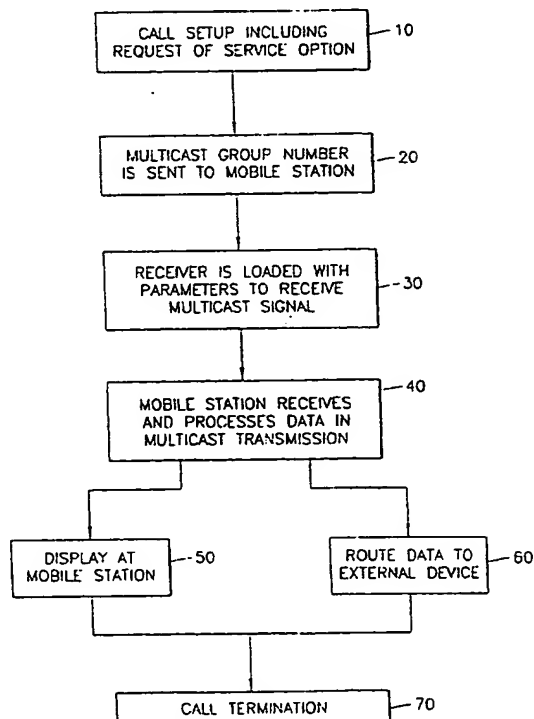 CALL SETUP INCLUDING
REQUEST OF SERVICE OPTION
10
MULTICAST GROUP NUMBER
IS SENT TO MOBILE STATION
20
RECEIVER IS LOADED WITH
PARAMETERS TO RECEIVE
MULTICAST SIGNAL
30
40
MOBILE STATION RECEIVES
AND PROCESSES DATA IN
MULTICAST TRANSMISSION
DISPLAY AT
MOBILE STATION
50
ROUTE DATA TO
EXTERNAL DEVICE
60
CALL TERMINATION
70